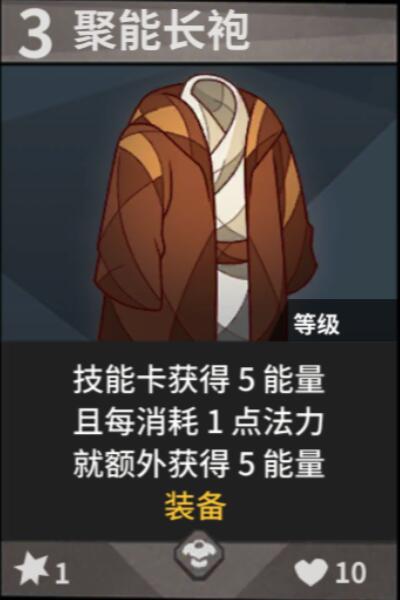 3 聚能长袍
等级
技能卡获得 5 能量
且每消耗 1 点法力
就额外获得 5 能量
装备
1 10